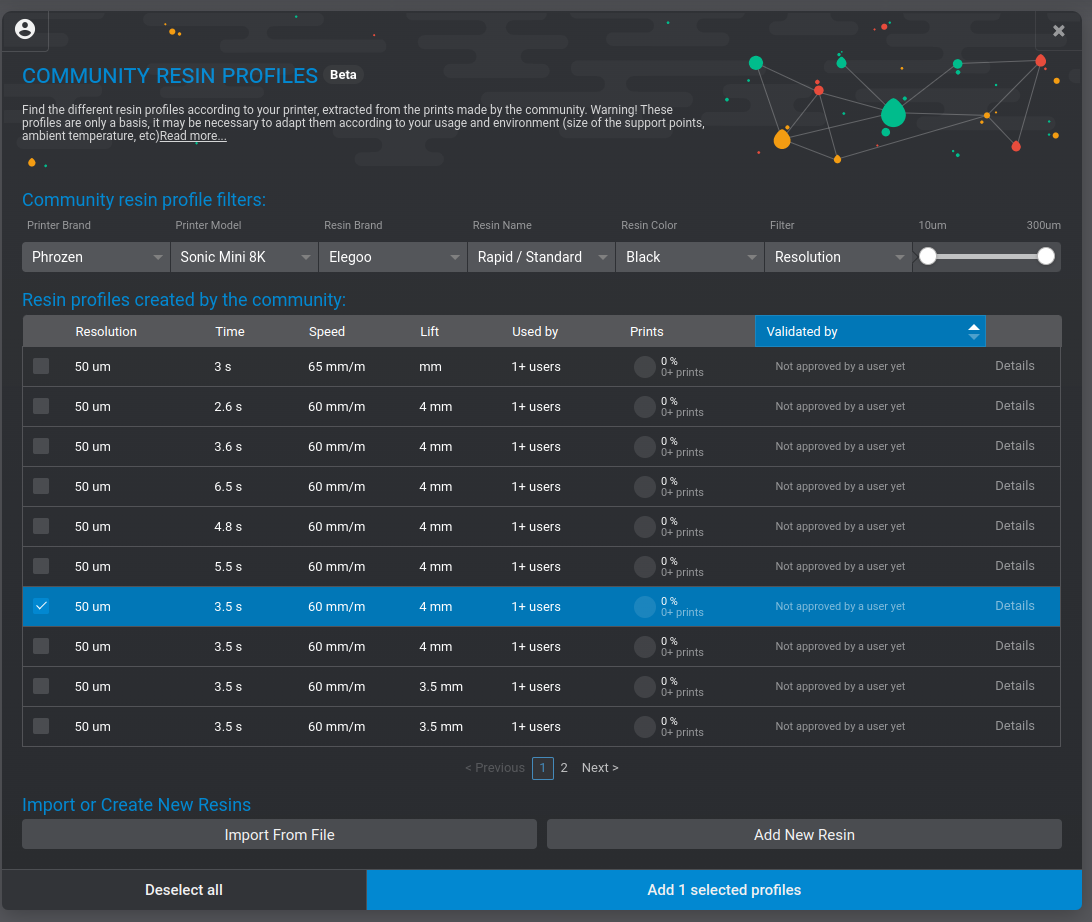 COMMUNITY RESIN PROFILES Beta
Find the different resin profiles according to your printer, extracted from the prints made by the community. Warning! These
profiles are only a basis, it may be necessary to adapt them according to your usage and environment (size of the support points,
ambient temperature, etc)Read more...
Community resin profile filters:
Printer Brand Printer Model Resin Brand Resin Name Resin Color Filter 10um 300um
Phrozen Sonic Mini 8K Elegoo Rapid / Standard Black Resolution
Resin profiles created by the community:
Resolution Time Speed Lift Used by Prints Validated by
50 um 3 s 65 mm/m mm 1+ users 0 % 0+ prints Not approved by a user yet Details
50 um 2.6 s 60 mm/m 4 mm 1+ users 0 % 0+ prints Not approved by a user yet Details
50 um 3.6 s 60 mm/m 4 mm 1+ users 0 % 0+ prints Not approved by a user yet Details
50 um 6.5 s 60 mm/m 4 mm 1+ users 0 % 0+ prints Not approved by a user yet Details
50 um 4.8 s 60 mm/m 4 mm 1+ users 0 % 0+ prints Not approved by a user yet Details
50 um 5.5 s 60 mm/m 4 mm 1+ users 0 % 0+ prints Not approved by a user yet Details
50 um 3.5 s 60 mm/m 4 mm 1+ users 0 % 0+ prints Not approved by a user yet Details
50 um 3.5 s 60 mm/m 4 mm 1+ users 0 % 0+ prints Not approved by a user yet Details
50 um 3.5 s 60 mm/m 3.5 mm 1+ users 0 % 0+ prints Not approved by a user yet Details
50 um 3.5 s 60 mm/m 3.5 mm 1+ users 0 % 0+ prints Not approved by a user yet Details
< Previous 1 2 Next >
Import or Create New Resins
Import From File Add New Resin
Deselect all Add 1 selected profiles